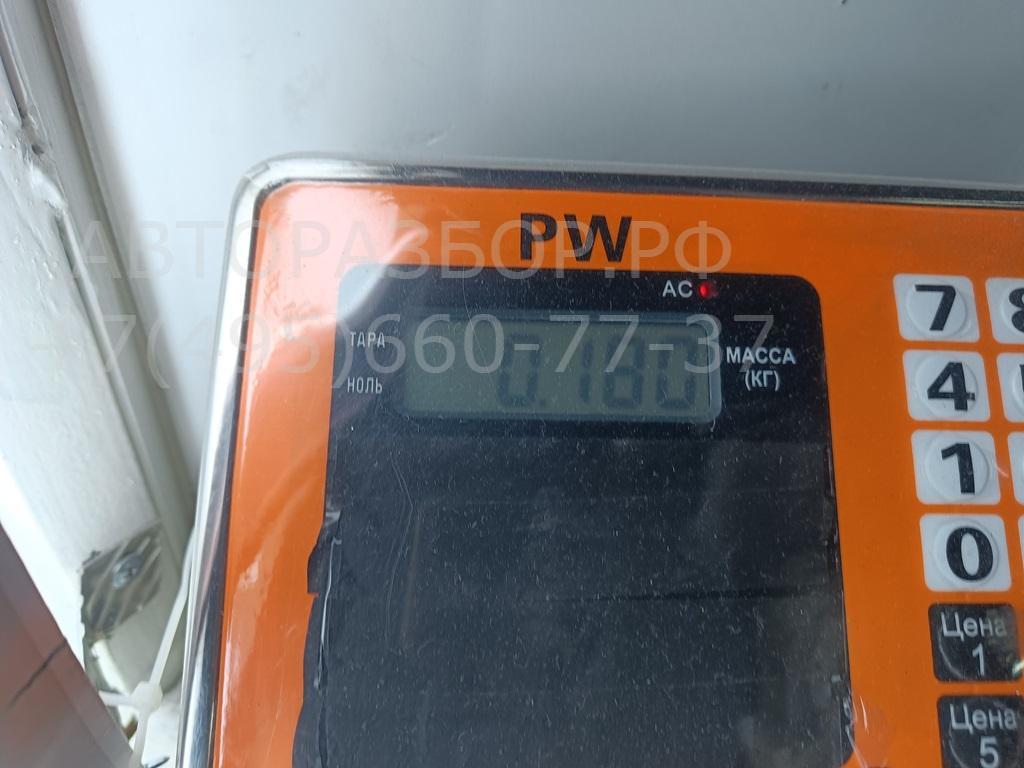 PW
АВТОРАЗБОР.РФ
+7(495)660-77-37
AC
ТАРА
НОЛЬ
0.180
МАССА
(КГ)
7 8
4
1
0
Цена
1
Цена
5